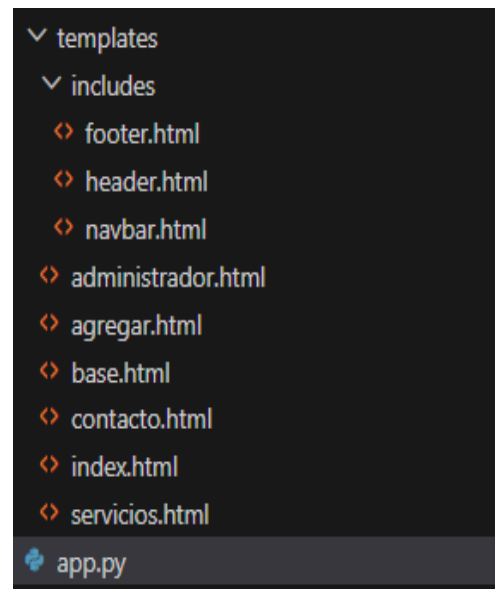 templates
includes
footer.html
header.html
navbar.html
administrador.html
agregar.html
base.html
contacto.html
index.html
servicios.html
app.py